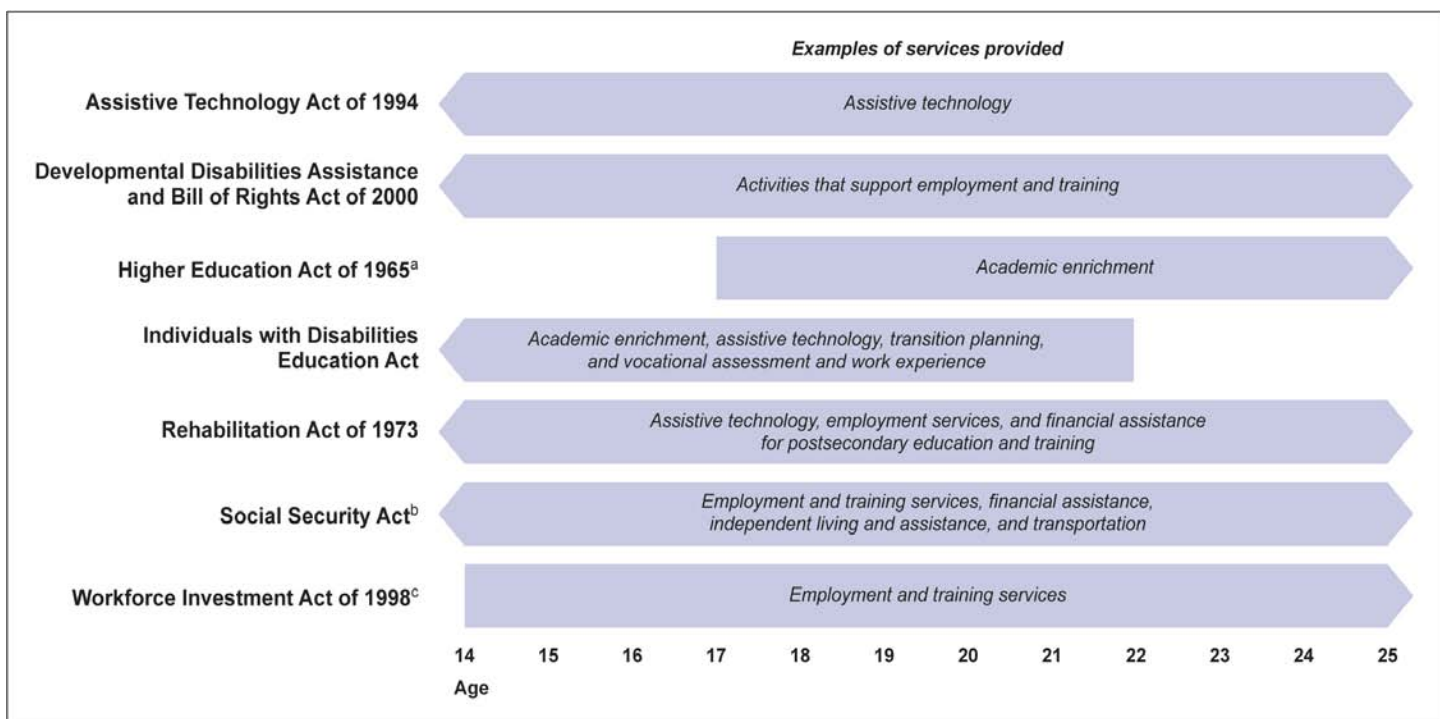 Examples of services provided
Assistive Technology Act of 1994
Assistive technology
Developmental Disabilities Assistance
and Bill of Rights Act of 2000
Activities that support employment and training
Higher Education Act of 1965a
Academic enrichment
Individuals with Disabilities
Education Act
Academic enrichment, assistive technology, transition planning,
and vocational assessment and work experience
Rehabilitation Act of 1973
Assistive technology, employment services, and financial assistance
for postsecondary education and training
Social Security Actb
Employment and training services, financial assistance,
independent living and assistance, and transportation
Workforce Investment Act of 1998c
Employment and training services
14 15 16 17 18 19 20 21 22 23 24 25
Age